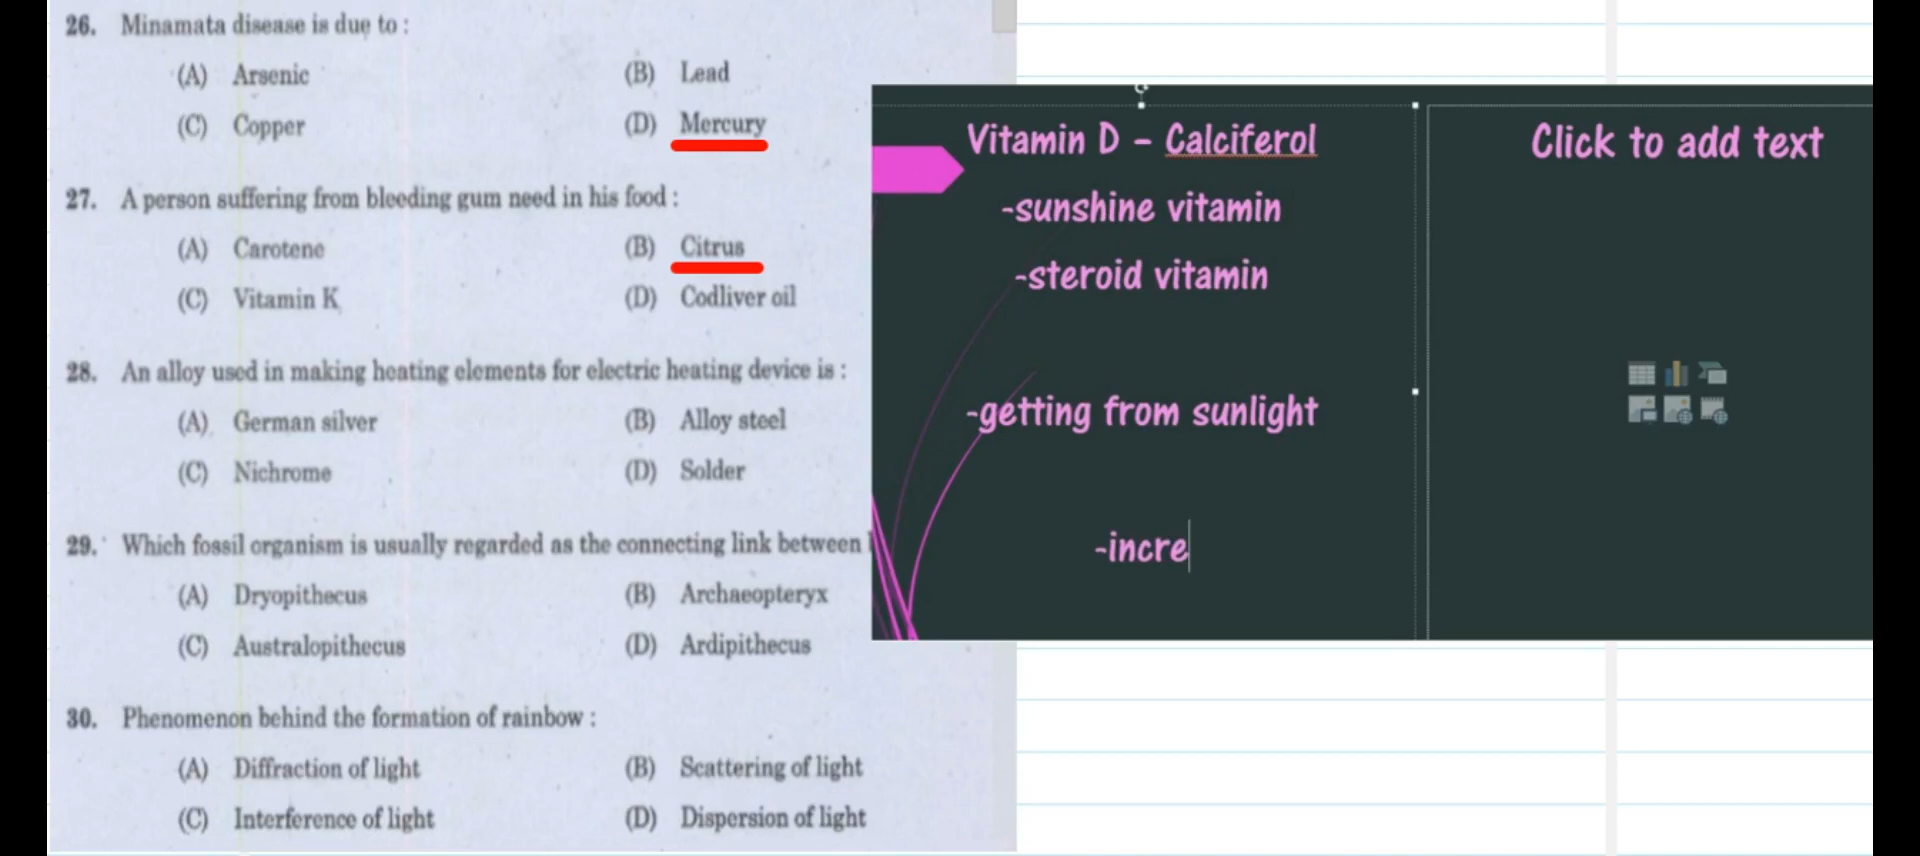 26. Minamata disease is due to :
(A) Arsenic (B) Lead
(C) Copper (D) Mercury
27. A person suffering from bleeding gum need in his food :
(A) Carotene (B) Citrus
(C) Vitamin K (D) Codliver oil
28. An alloy used in making heating elements for electric heating device is :
(A) German silver (B) Alloy steel
(C) Nichrome (D) Solder
29. Which fossil organism is usually regarded as the connecting link between
(A) Dryopithecus (B) Archaeopteryx
(C) Australopithecus (D) Ardipithecus
30. Phenomenon behind the formation of rainbow :
(A) Diffraction of light (B) Scattering of light
(C) Interference of light (D) Dispersion of light
Vitamin D - Calciferol
-sunshine vitamin
-steroid vitamin
-getting from sunlight
-incre
Click to add text